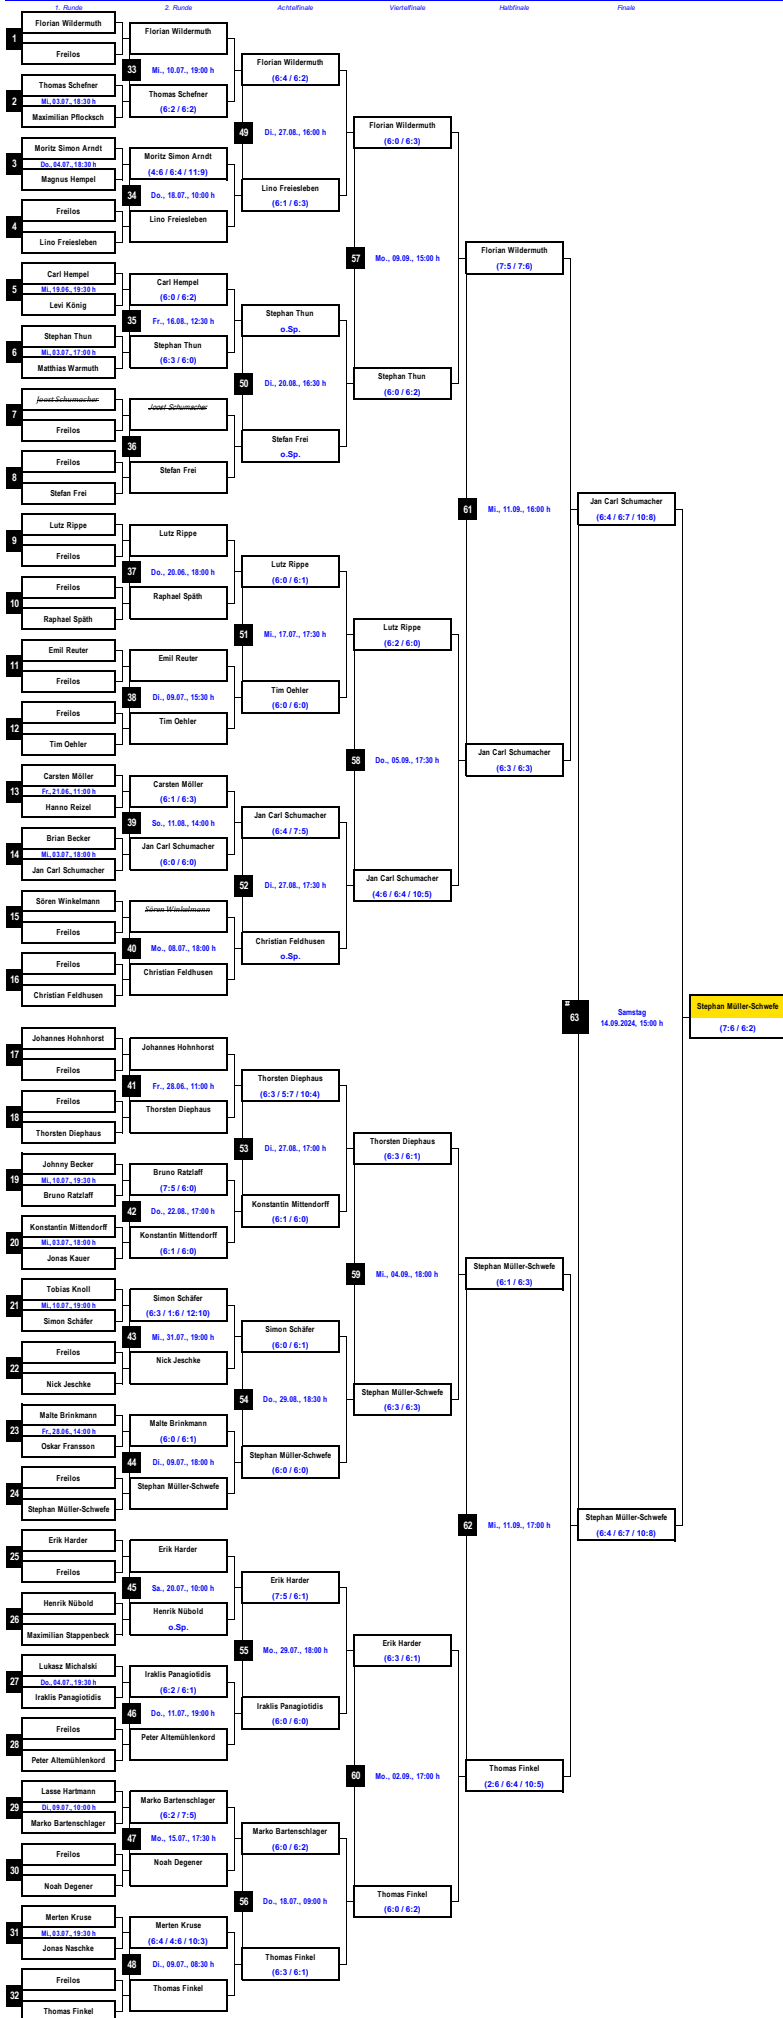 1. Runde
2. Runde
Achtelfinale
Viertelfinale
Halbfinale
Finale
1
Florian Wildermuth
Freilos
2
Thomas Schefner
Mi., 03.07., 18:30 h
Maximilian Pflocksch
3
Moritz Simon Arndt
Do., 04.07., 18:30 h
Magnus Hempel
4
Freilos
Lino Freiesleben
5
Carl Hempel
Mi., 19.06., 19:30 h
Levi König
6
Stephan Thun
Mi., 03.07., 17:00 h
Matthias Warmuth
7
Joost Schumacher
Freilos
8
Freilos
Stefan Frei
9
Lutz Rippe
Freilos
10
Freilos
Raphael Späth
11
Emil Reuter
Freilos
12
Freilos
Tim Oehler
13
Carsten Möller
Fr., 21.06., 11:00 h
Hanno Reizel
14
Brian Becker
Mi., 03.07., 18:00 h
Jan Carl Schumacher
15
Sören Winkelmann
Freilos
16
Freilos
Christian Feldhusen
17
Johannes Hohnhorst
Freilos
18
Freilos
Thorsten Diephaus
19
Johnny Becker
Mi., 10.07., 19:30 h
Bruno Ratzlaff
20
Konstantin Mittendorff
Mi., 03.07., 18:00 h
Jonas Kauer
21
Tobias Knoll
Mi., 10.07., 19:00 h
Simon Schäfer
22
Freilos
Nick Jeschke
23
Malte Brinkmann
Fr., 28.06., 14:00 h
Oskar Fransson
24
Freilos
Stephan Müller-Schwefe
25
Erik Harder
Freilos
26
Henrik Nübold
Maximilian Stappenbeck
27
Lukasz Michalski
Do., 04.07., 19:30 h
Iraklis Panagiotidis
28
Freilos
Peter Altemühlenkord
29
Lasse Hartmann
Di., 09.07., 10:00 h
Marko Bartenschlager
30
Freilos
Noah Degener
31
Merten Kruse
Mi., 03.07., 19:30 h
Jonas Naschke
32
Freilos
Thomas Finkel
Florian Wildermuth
33
Mi., 10.07., 19:00 h
Thomas Schefner
(6:2 / 6:2)
Moritz Simon Arndt
(4:6 / 6:4 / 11:9)
34
Do., 18.07., 10:00 h
Lino Freiesleben
Carl Hempel
(6:0 / 6:2)
35
Fr., 16.08., 12:30 h
Stephan Thun
(6:3 / 6:0)
Joost Schumacher
36
Stefan Frei
Lutz Rippe
37
Do., 20.06., 18:00 h
Raphael Späth
Emil Reuter
38
Di., 09.07., 15:30 h
Tim Oehler
Carsten Möller
(6:1 / 6:3)
39
So., 11.08., 14:00 h
Jan Carl Schumacher
(6:0 / 6:0)
Sören Winkelmann
40
Mo., 08.07., 18:00 h
Christian Feldhusen
Johannes Hohnhorst
41
Fr., 28.06., 11:00 h
Thorsten Diephaus
Bruno Ratzlaff
(7:5 / 6:0)
42
Do., 22.08., 17:00 h
Konstantin Mittendorff
(6:1 / 6:0)
Simon Schäfer
(6:3 / 1:6 / 12:10)
43
Mi., 31.07., 19:00 h
Nick Jeschke
Malte Brinkmann
(6:0 / 6:1)
44
Di., 09.07., 18:00 h
Stephan Müller-Schwefe
Erik Harder
45
Sa., 20.07., 10:00 h
Henrik Nübold
o.Sp.
Iraklis Panagiotidis
(6:2 / 6:1)
46
Do., 11.07., 19:00 h
Peter Altemühlenkord
Marko Bartenschlager
(6:2 / 7:5)
47
Mo., 15.07., 17:30 h
Noah Degener
Merten Kruse
(6:4 / 4:6 / 10:3)
48
Di., 09.07., 08:30 h
Thomas Finkel
Florian Wildermuth
(6:4 / 6:2)
49
Di., 27.08., 16:00 h
Lino Freiesleben
(6:1 / 6:3)
Stephan Thun
o.Sp.
50
Di., 20.08., 16:30 h
Stefan Frei
o.Sp.
Lutz Rippe
(6:0 / 6:1)
51
Mi., 17.07., 17:30 h
Tim Oehler
(6:0 / 6:0)
Jan Carl Schumacher
(6:4 / 7:5)
52
Di., 27.08., 17:30 h
Christian Feldhusen
o.Sp.
Thorsten Diephaus
(6:3 / 5:7 / 10:4)
53
Di., 27.08., 17:00 h
Konstantin Mittendorff
(6:1 / 6:0)
Simon Schäfer
(6:0 / 6:1)
54
Do., 29.08., 18:30 h
Stephan Müller-Schwefe
(6:0 / 6:0)
Erik Harder
(7:5 / 6:1)
55
Mo., 29.07., 18:00 h
Iraklis Panagiotidis
(6:0 / 6:0)
Marko Bartenschlager
(6:0 / 6:2)
56
Do., 18.07., 09:00 h
Thomas Finkel
(6:3 / 6:1)
Florian Wildermuth
(6:0 / 6:3)
57
Mo., 09.09., 15:00 h
Stephan Thun
(6:0 / 6:2)
Lutz Rippe
(6:2 / 6:0)
58
Do., 05.09., 17:30 h
Jan Carl Schumacher
(4:6 / 6:4 / 10:5)
Thorsten Diephaus
(6:3 / 6:1)
59
Mi., 04.09., 18:00 h
Stephan Müller-Schwefe
(6:3 / 6:3)
Erik Harder
(6:3 / 6:1)
60
Mo., 02.09., 17:00 h
Thomas Finkel
(6:0 / 6:2)
Florian Wildermuth
(7:5 / 7:6)
61
Mi., 11.09., 16:00 h
Jan Carl Schumacher
(6:3 / 6:3)
Stephan Müller-Schwefe
(6:1 / 6:3)
62
Mi., 11.09., 17:00 h
Thomas Finkel
(2:6 / 6:4 / 10:5)
Jan Carl Schumacher
(6:4 / 6:7 / 10:8)
63
Samstag
14.09.2024, 15:00 h
Stephan Müller-Schwefe
(6:4 / 6:7 / 10:8)
Stephan Müller-Schwefe
(7:6 / 6:2)